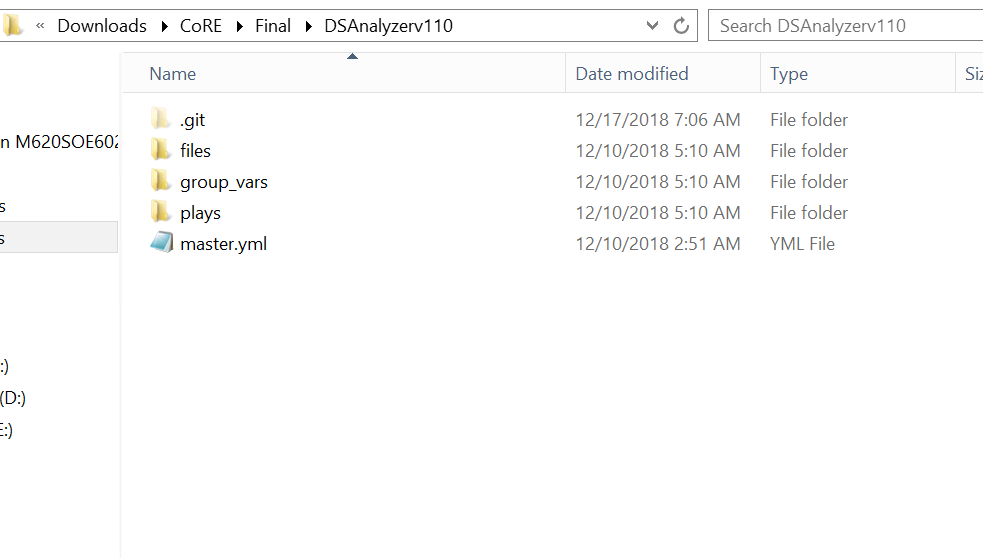 « Downloads CoRE Final DSAnalyzerv110 Search DSAnalyzerv110
Name Date modified Type Siz
.git 12/17/2018 7:06 AM File folder
n M620SOE602
files 12/10/2018 5:10 AM File folder
group_vars 12/10/2018 5:10 AM File folder
s
plays 12/10/2018 5:10 AM File folder
s
master.yml 12/10/2018 2:51 AM YML File
:)
(D:)
E:)